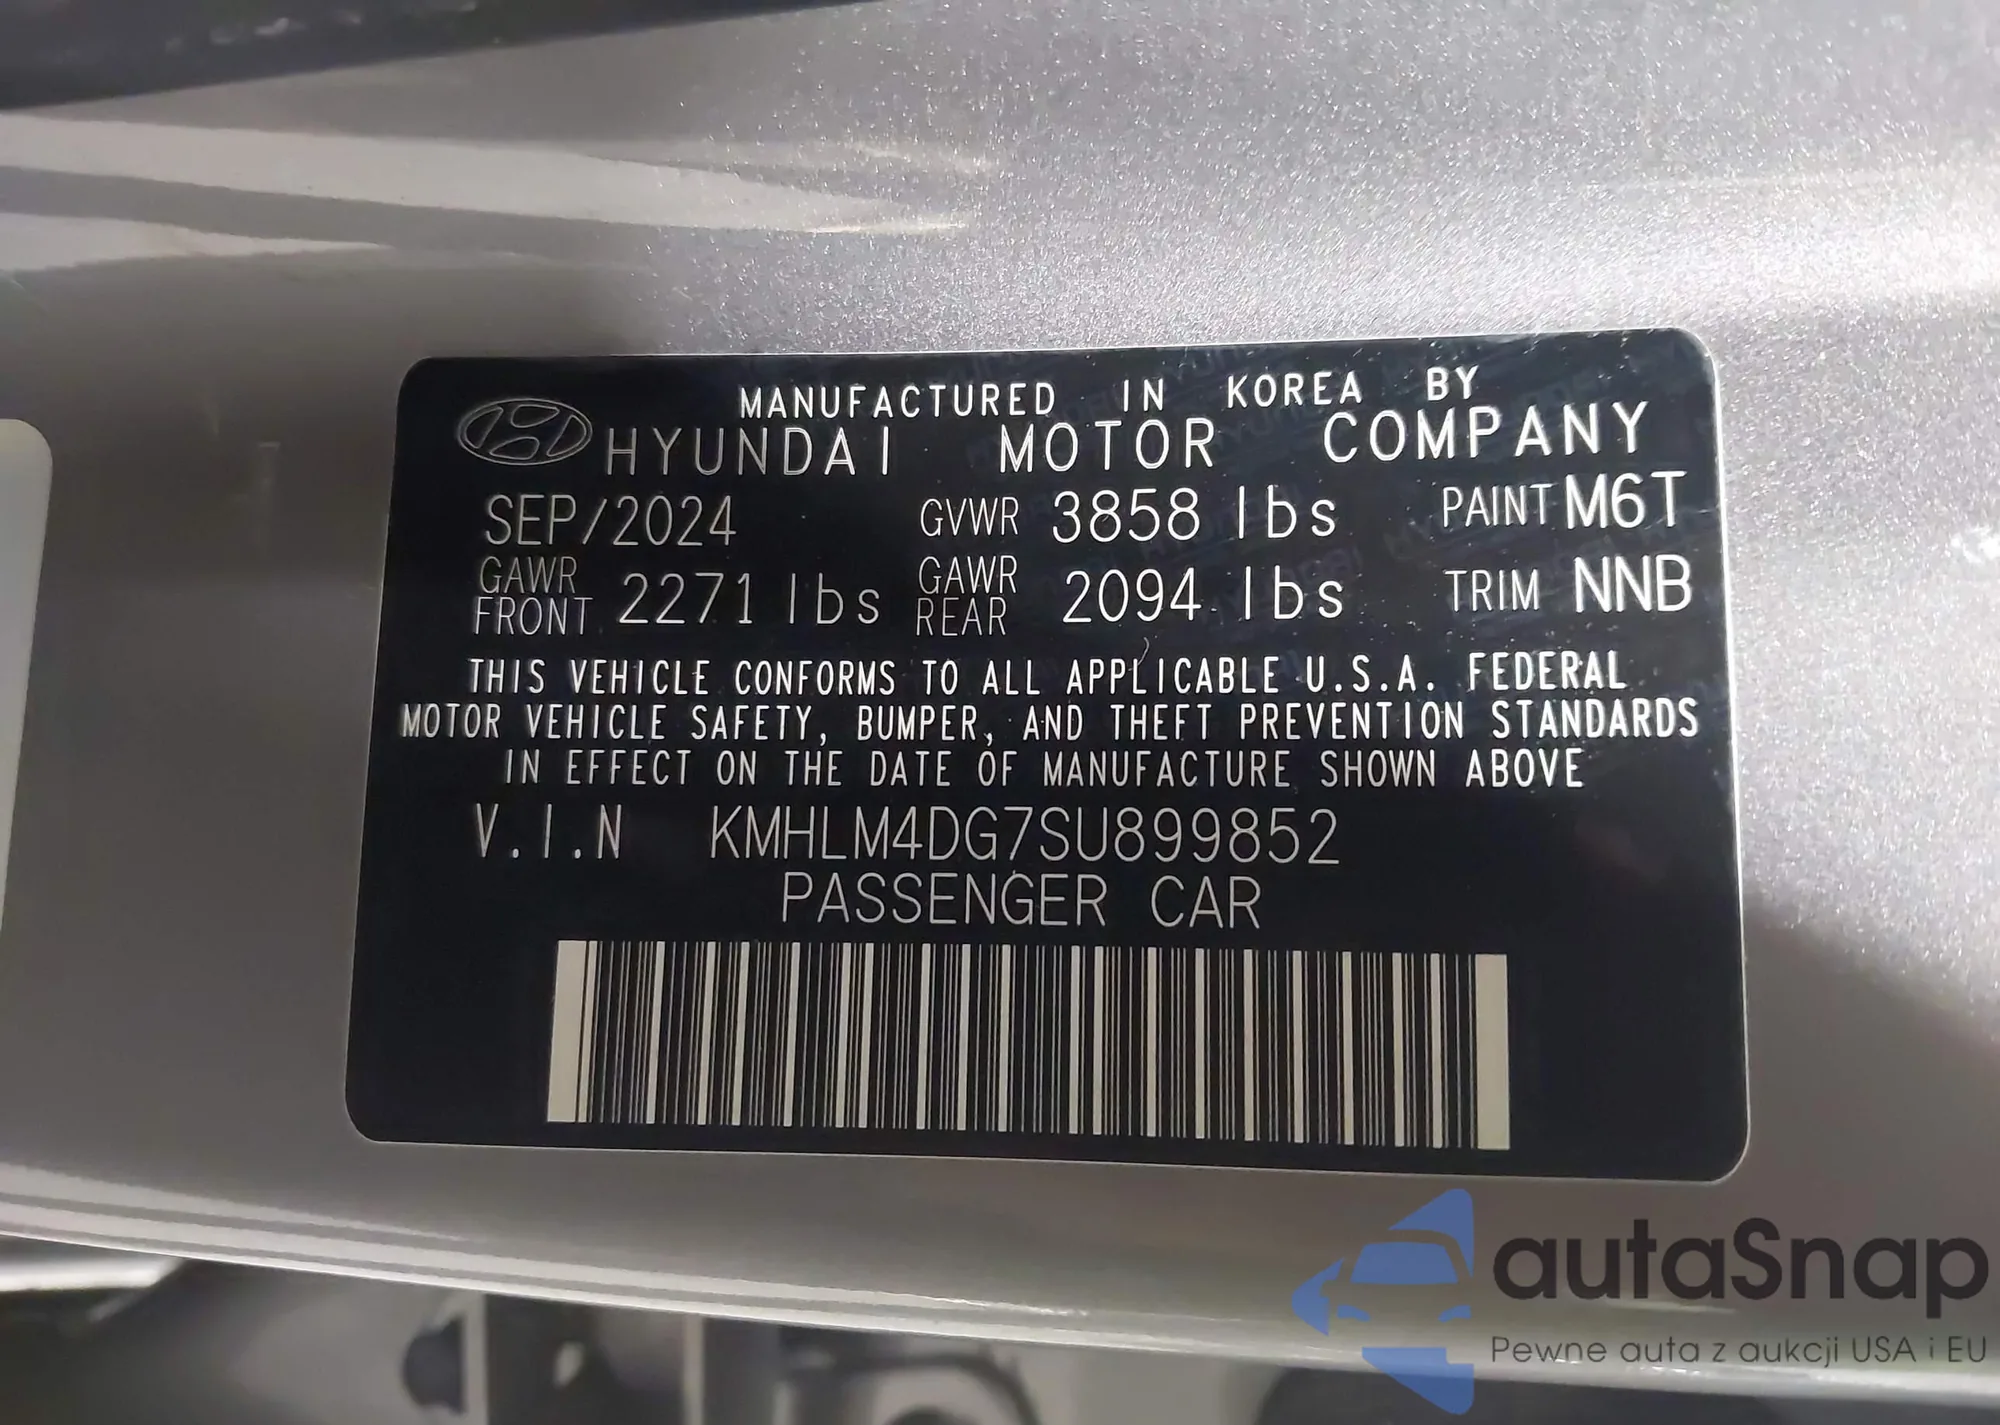 MANUFACTURED IN KOREA BY
HYUNDAI MOTOR COMPANY
SEP/2024 GVWR 3858 lbs PAINT M6T
GAWR FRONT 2271 lbs GAWR REAR 2094 lbs TRIM NNB
THIS VEHICLE CONFORMS TO ALL APPLICABLE U.S.A. FEDERAL
MOTOR VEHICLE SAFETY, BUMPER, AND THEFT PREVENTION STANDARDS
IN EFFECT ON THE DATE OF MANUFACTURE SHOWN ABOVE
V.I.N KMHLM4DG7SU899852
PASSENGER CAR
autaSnap
Pewne auta z aukcji USA i EU